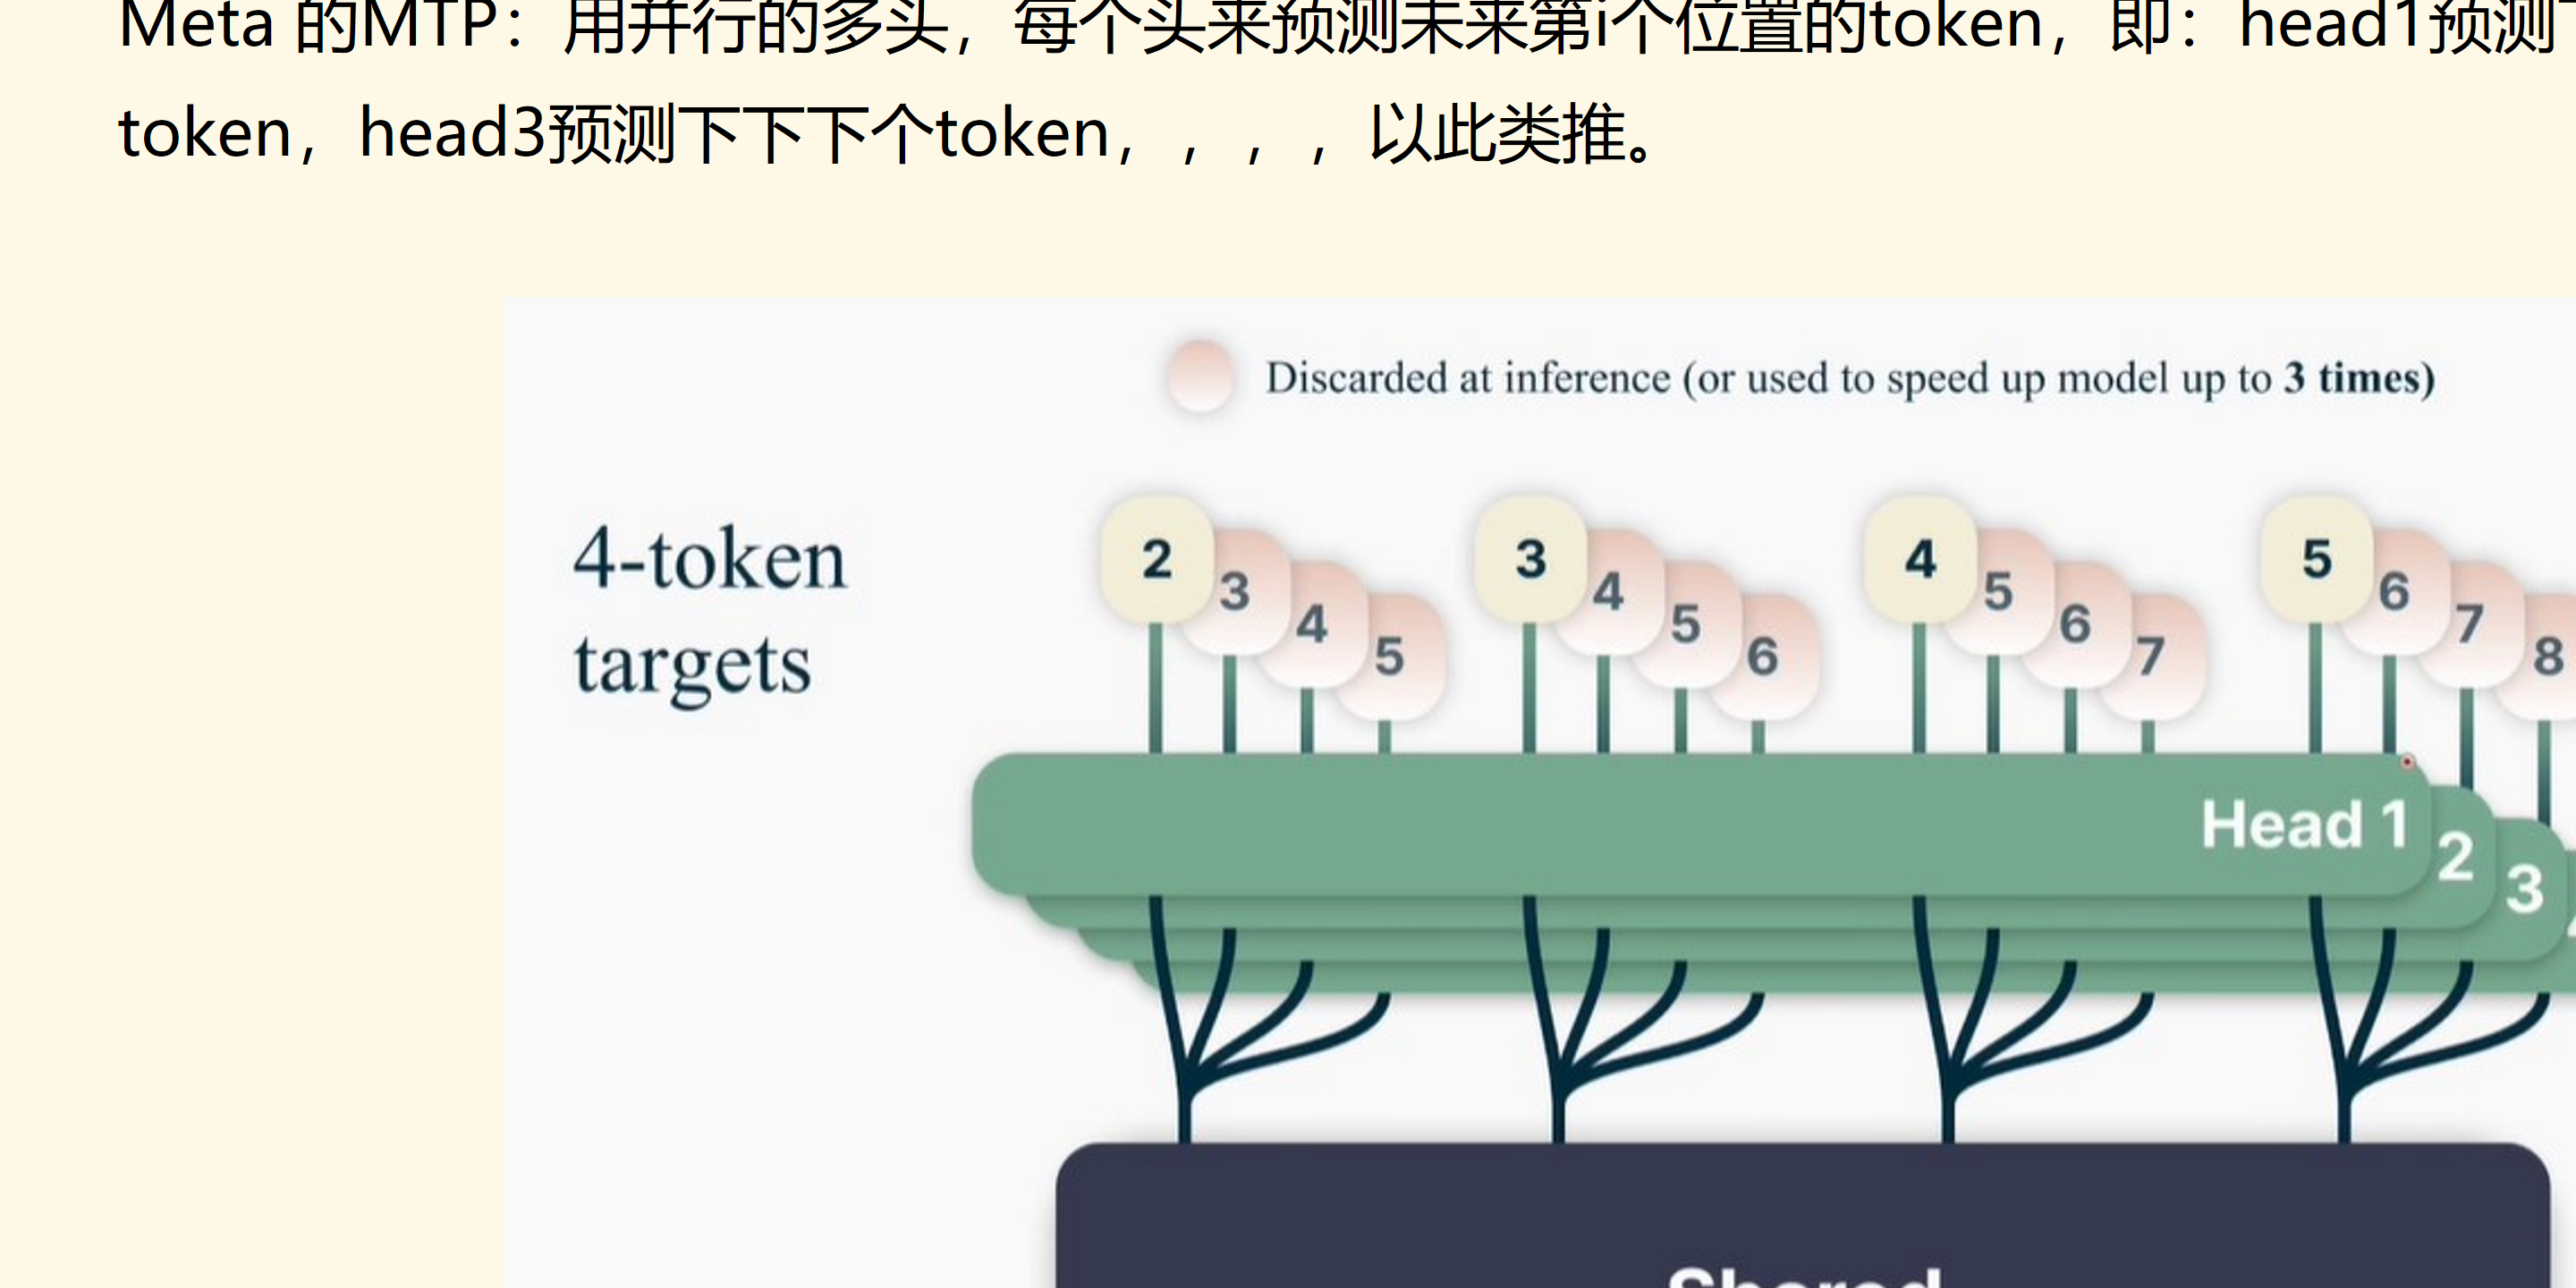 Meta 的MTP：用并行的多头，每个头来预测未来第i个位置的token，即：head1预测
token，head3预测下下下个token，，，，以此类推。
Discarded at inference (or used to speed up model up to 3 times)
4-token
targets
2 3 4 5
3 4 5 6
4 5 6 7
5 6 7 8
Head 1 2 3
Shared